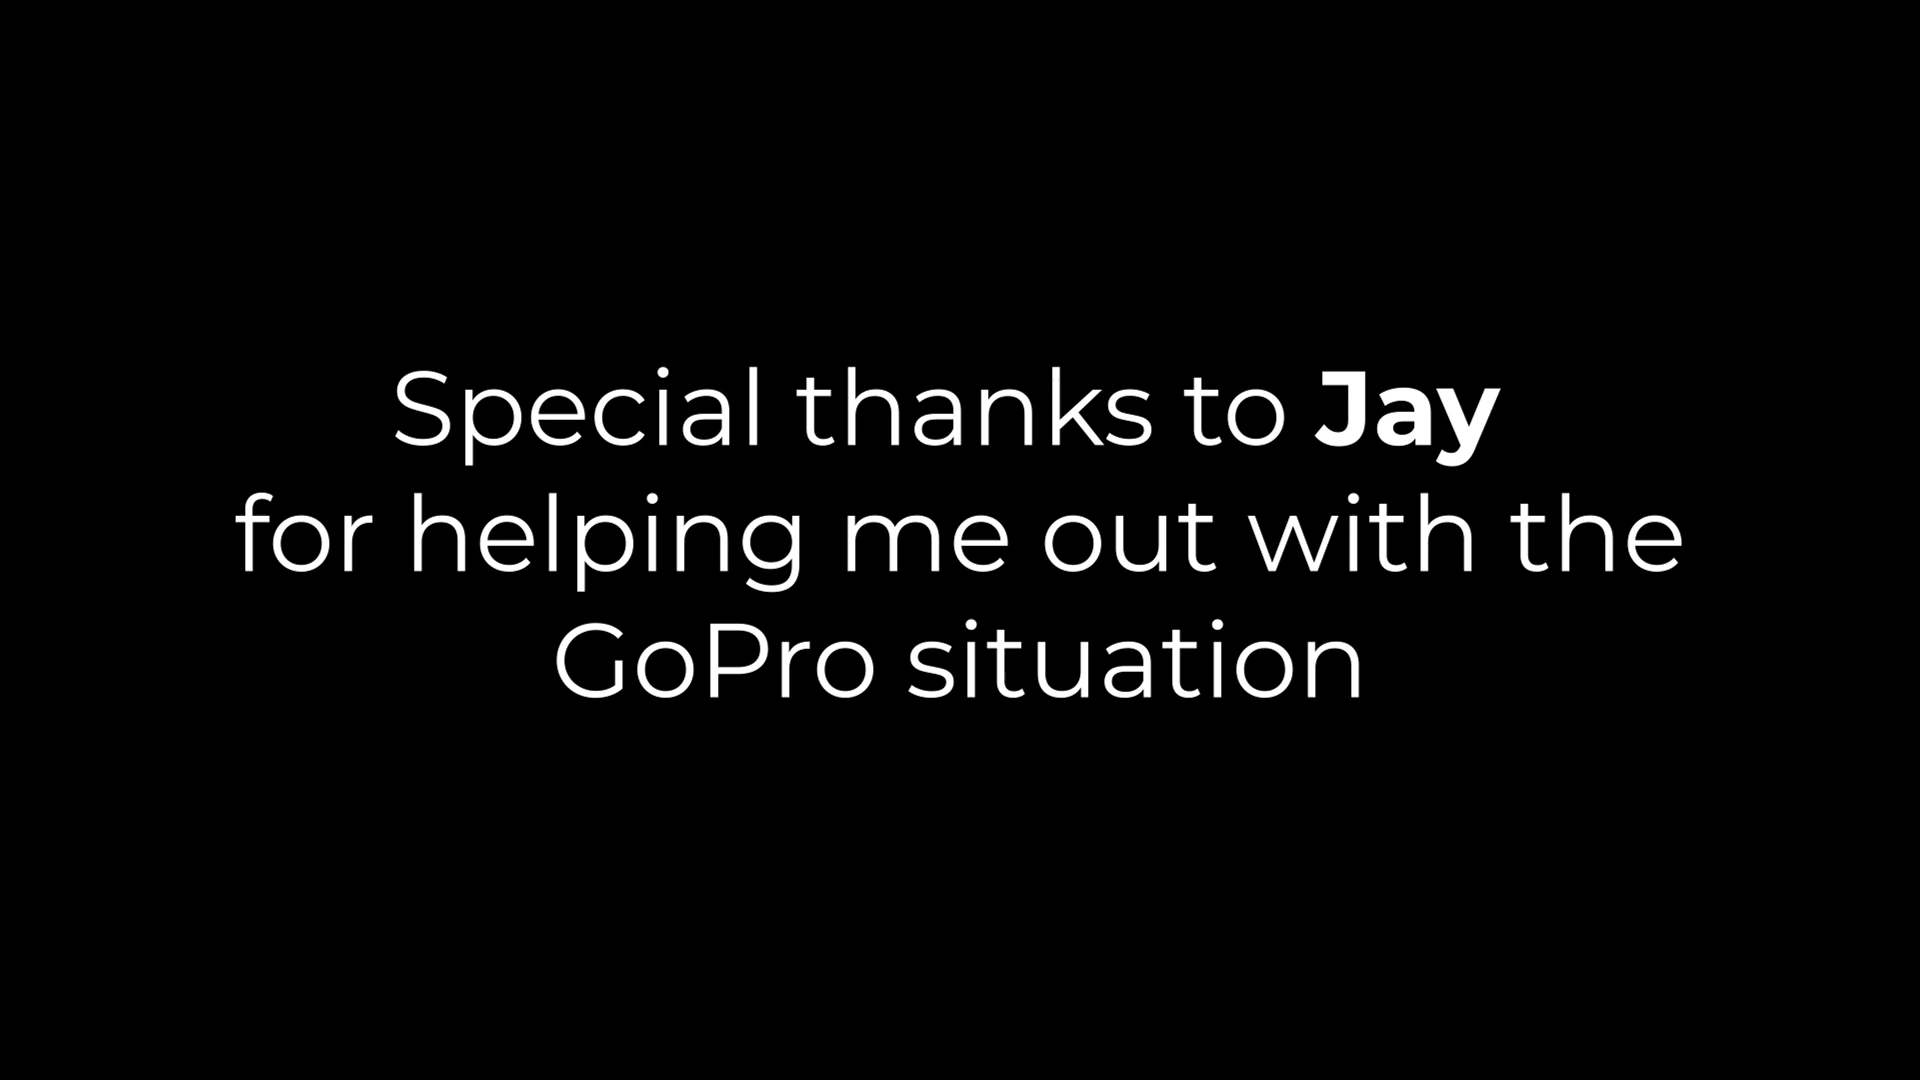 Special thanks to Jay
for helping me out with the
GoPro situation